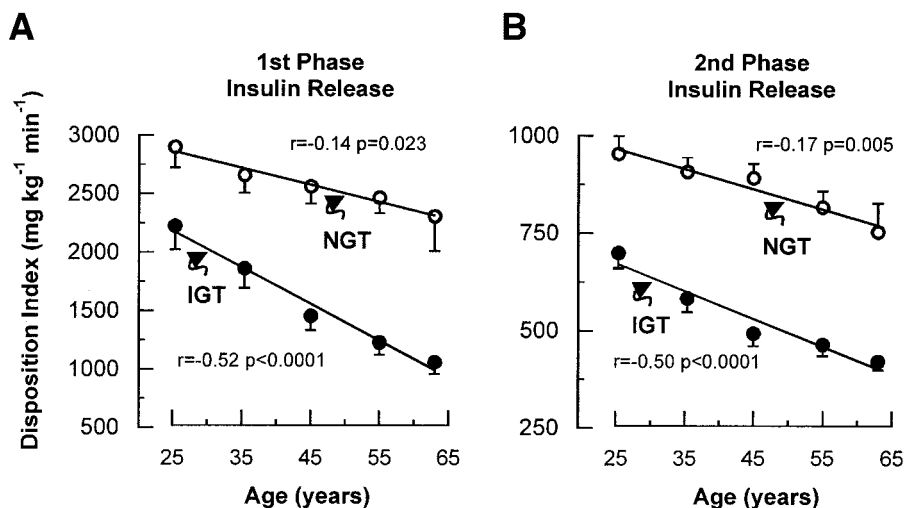 A
1st Phase
Insulin Release
Disposition Index (mg kg⁻¹ min⁻¹)
3000
2500
2000
1500
1000
500
r=-0.14 p=0.023
NGT
IGT
r=-0.52 p<0.0001
25 35 45 55 65
Age (years)
B
2nd Phase
Insulin Release
1000
750
500
250
r=-0.17 p=0.005
NGT
IGT
r=-0.50 p<0.0001
25 35 45 55 65
Age (years)